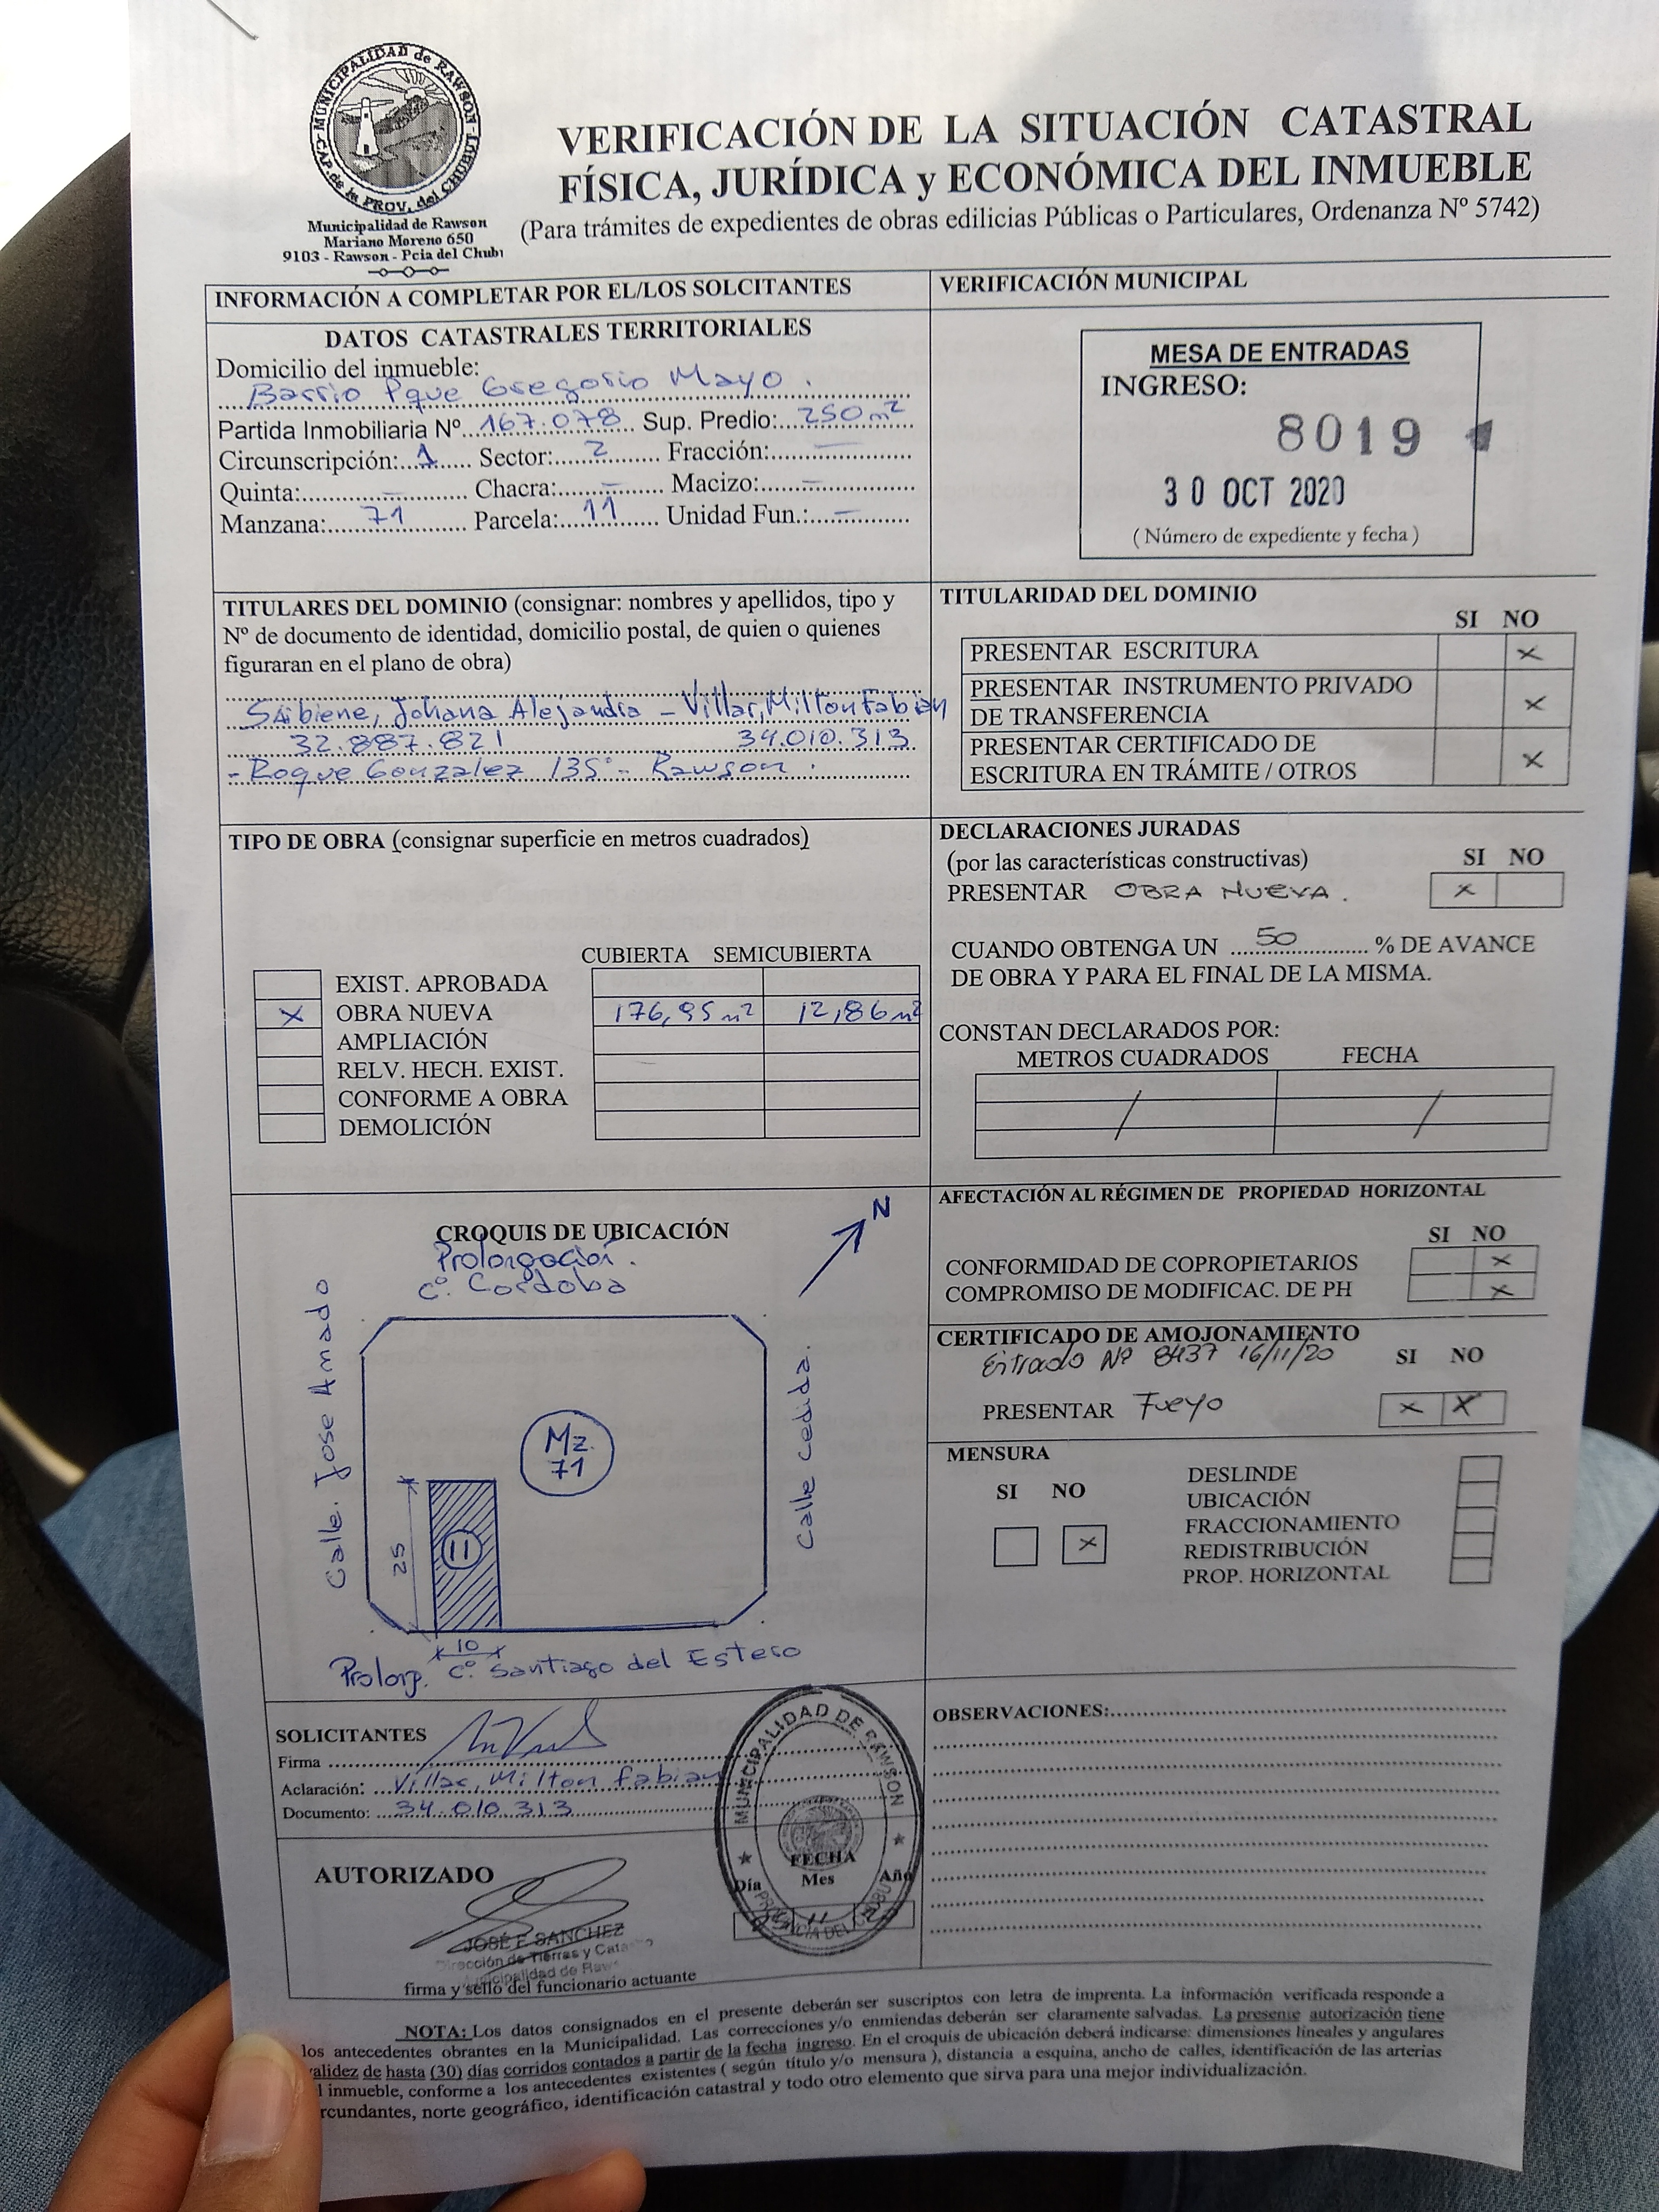 MUNICIPALIDAD de RAWSON
CAP. de la PROV. del CHUBUT
Municipalidad de Rawson
Mariano Moreno 650
9103 - Rawson - Pcia del Chub
VERIFICACIÓN DE LA SITUACIÓN CATASTRAL
FÍSICA, JURÍDICA y ECONÓMICA DEL INMUEBLE
(Para trámites de expedientes de obras edilicias Públicas o Particulares, Ordenanza Nº 5742)
INFORMACIÓN A COMPLETAR POR EL/LOS SOLCITANTES
DATOS CATASTRALES TERRITORIALES
Domicilio del inmueble:
Barrio Pque Gregorio Mayo.
Partida Inmobiliaria Nº 167.078 Sup. Predio: 250 m²
Circunscripción: 1 Sector: 2 Fracción: —
Quinta: — Chacra: — Macizo: —
Manzana: 71 Parcela: 11 Unidad Fun.: —
VERIFICACIÓN MUNICIPAL
MESA DE ENTRADAS
INGRESO:
8019
30 OCT 2020
( Número de expediente y fecha )
TITULARES DEL DOMINIO (consignar: nombres y apellidos, tipo y
Nº de documento de identidad, domicilio postal, de quien o quienes
figuraran en el plano de obra)
Saibiene, Johana Alejandra - Villar, Milton Fabian
32.887.821 34.010.313
- Roque Gonzalez 135 - Rawson.
TITULARIDAD DEL DOMINIO
SI NO
PRESENTAR ESCRITURA X
PRESENTAR INSTRUMENTO PRIVADO
DE TRANSFERENCIA X
PRESENTAR CERTIFICADO DE
ESCRITURA EN TRÁMITE / OTROS X
TIPO DE OBRA (consignar superficie en metros cuadrados)
CUBIERTA SEMICUBIERTA
EXIST. APROBADA
X OBRA NUEVA 176,95 m² 12,86 m²
AMPLIACIÓN
RELV. HECH. EXIST.
CONFORME A OBRA
DEMOLICIÓN
DECLARACIONES JURADAS
(por las características constructivas) SI NO
PRESENTAR OBRA NUEVA. X
CUANDO OBTENGA UN 50 % DE AVANCE
DE OBRA Y PARA EL FINAL DE LA MISMA.
CONSTAN DECLARADOS POR:
METROS CUADRADOS FECHA
/ /
CROQUIS DE UBICACIÓN
N
Prolongación.
Cº. Cordoba
Calle. Jose Amado
Calle Cedida.
Mz.
71
11
25
10
Prolong. Cº. Santiago del Estero
AFECTACIÓN AL RÉGIMEN DE PROPIEDAD HORIZONTAL
SI NO
CONFORMIDAD DE COPROPIETARIOS X
COMPROMISO DE MODIFICAC. DE PH X
CERTIFICADO DE AMOJONAMIENTO
Entrado Nº 8437 16/11/20 SI NO
PRESENTAR Fueyo X X
MENSURA
SI NO
X
DESLINDE
UBICACIÓN
FRACCIONAMIENTO
REDISTRIBUCIÓN
PROP. HORIZONTAL
SOLICITANTES
Firma
Aclaración: Villar, Milton Fabian
Documento: 34.010.313
OBSERVACIONES:
AUTORIZADO
JOSÉ F. SANCHEZ
Dirección de Tierras y Cata
Municipalidad de Raw
firma y sello del funcionario actuante
MUNICIPALIDAD DE RAWSON
PROVINCIA DEL CHUBUT
FECHA
Día Mes Año
11
NOTA: Los datos consignados en el presente deberán ser suscriptos con letra de imprenta. La información verificada responde a
los antecedentes obrantes en la Municipalidad. Las correcciones y/o enmiendas deberán ser claramente salvadas. La presente autorización tiene
validez de hasta (30) días corridos contados a partir de la fecha ingreso. En el croquis de ubicación deberá indicarse: dimensiones lineales y angulares
l inmueble, conforme a los antecedentes existentes ( según título y/o mensura ), distancia a esquina, ancho de calles, identificación de las arterias
rcundantes, norte geográfico, identificación catastral y todo otro elemento que sirva para una mejor individualización.